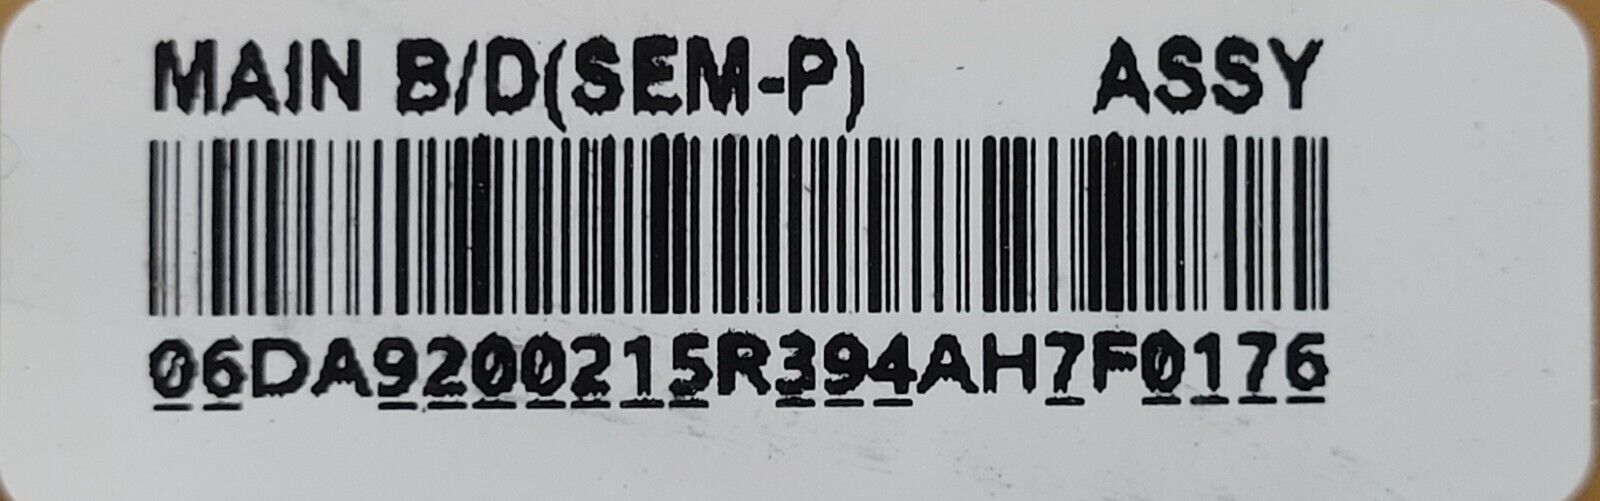 MAIN B/D(SEM-P) ASSY
06DA9200215R394AH7F0176